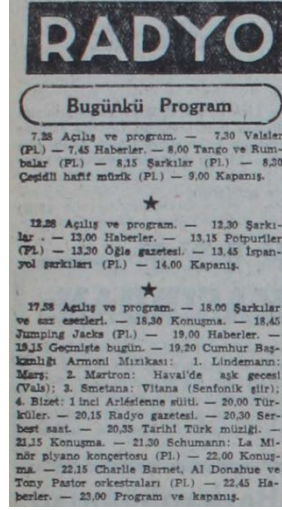 RADYO
Bugünkü Program
7.28 Açılış ve program. — 7.30 Valsler
(Pl.) — 7.45 Haberler. — 8.00 Tango ve Rum-
balar (Pl.) — 8.15 Şarkılar (Pl.) — 8.20
Çeşidli hafif müzik (Pl.) — 9.00 Kapanış.
★
12.28 Açılış ve program. — 12.30 Şarkı-
lar. — 13.00 Haberler. — 13.15 Potpuriler
(Pl.) — 13.30 Öğle gazetesi. — 13.45 İspan-
yol şarkıları (Pl.) — 14.00 Kapanış.
★
17.58 Açılış ve program. — 18.00 Şarkılar
ve saz eserleri. — 18.30 Konuşma. — 18.45
Jumping Jacks (Pl.) — 19.00 Haberler. —
19.15 Geçmişte bugün. — 19.20 Cumhur Baş-
kanlığı Armoni Mızıkası: 1. Lindemann:
Marş; 2. Martron: Havai'de aşk gecesi
(Vals); 3. Smetana: Vitana (Senfonik şiir);
4. Bizet: 1 inci Arlésienne süiti. — 20.00 Tür-
küler. — 20.15 Radyo gazetesi. — 20.30 Ser-
best saat. — 20.35 Tarihî Türk müziği. —
21.15 Konuşma. — 21.30 Schumann: La Mi-
nör piyano konçertosu (Pl.) — 22.00 Konuş-
ma. — 22.15 Charlie Barnet, Al Donahue ve
Tony Pastor orkestraları (Pl.) — 22.45 Ha-
berler. — 23.00 Program ve kapanış.